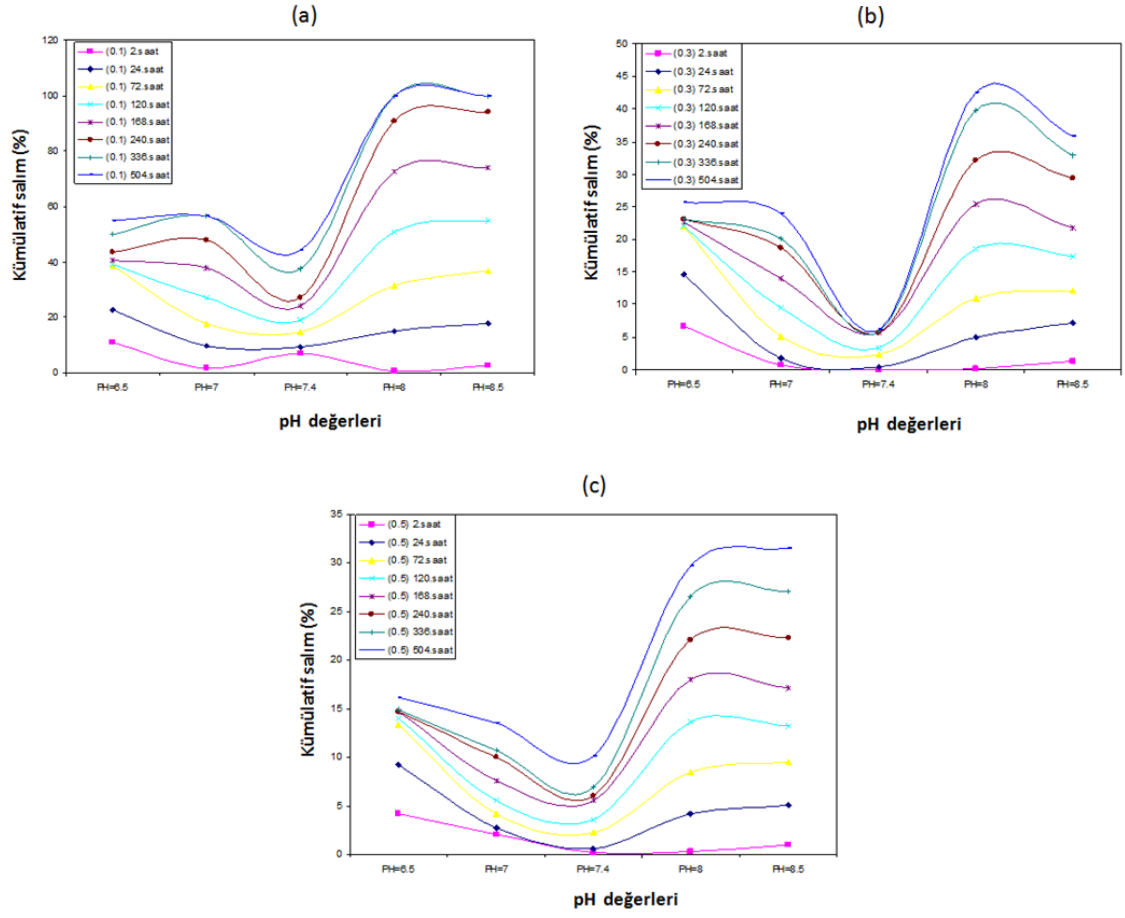 (a)
Kümülatif salım (%)
120
100
80
60
40
20
0
(0.1) 2.saat
(0.1) 24.saat
(0.1) 72.saat
(0.1) 120.saat
(0.1) 168.saat
(0.1) 240.saat
(0.1) 336.saat
(0.1) 504.saat
PH=6.5 PH=7 PH=7.4 PH=8 PH=8.5
pH değerleri
(b)
Kümülatif salım (%)
50
45
40
35
30
25
20
15
10
5
0
(0.3) 2.saat
(0.3) 24.saat
(0.3) 72.saat
(0.3) 120.saat
(0.3) 168.saat
(0.3) 240.saat
(0.3) 336.saat
(0.3) 504.saat
PH=6.5 PH=7 PH=7.4 PH=8 PH=8.5
pH değerleri
(c)
Kümülatif salım (%)
35
30
25
20
15
10
5
0
(0.5) 2.saat
(0.5) 24.saat
(0.5) 72.saat
(0.5) 120.saat
(0.5) 168.saat
(0.5) 240.saat
(0.5) 336.saat
(0.5) 504.saat
PH=6.5 PH=7 PH=7.4 PH=8 PH=8.5
pH değerleri